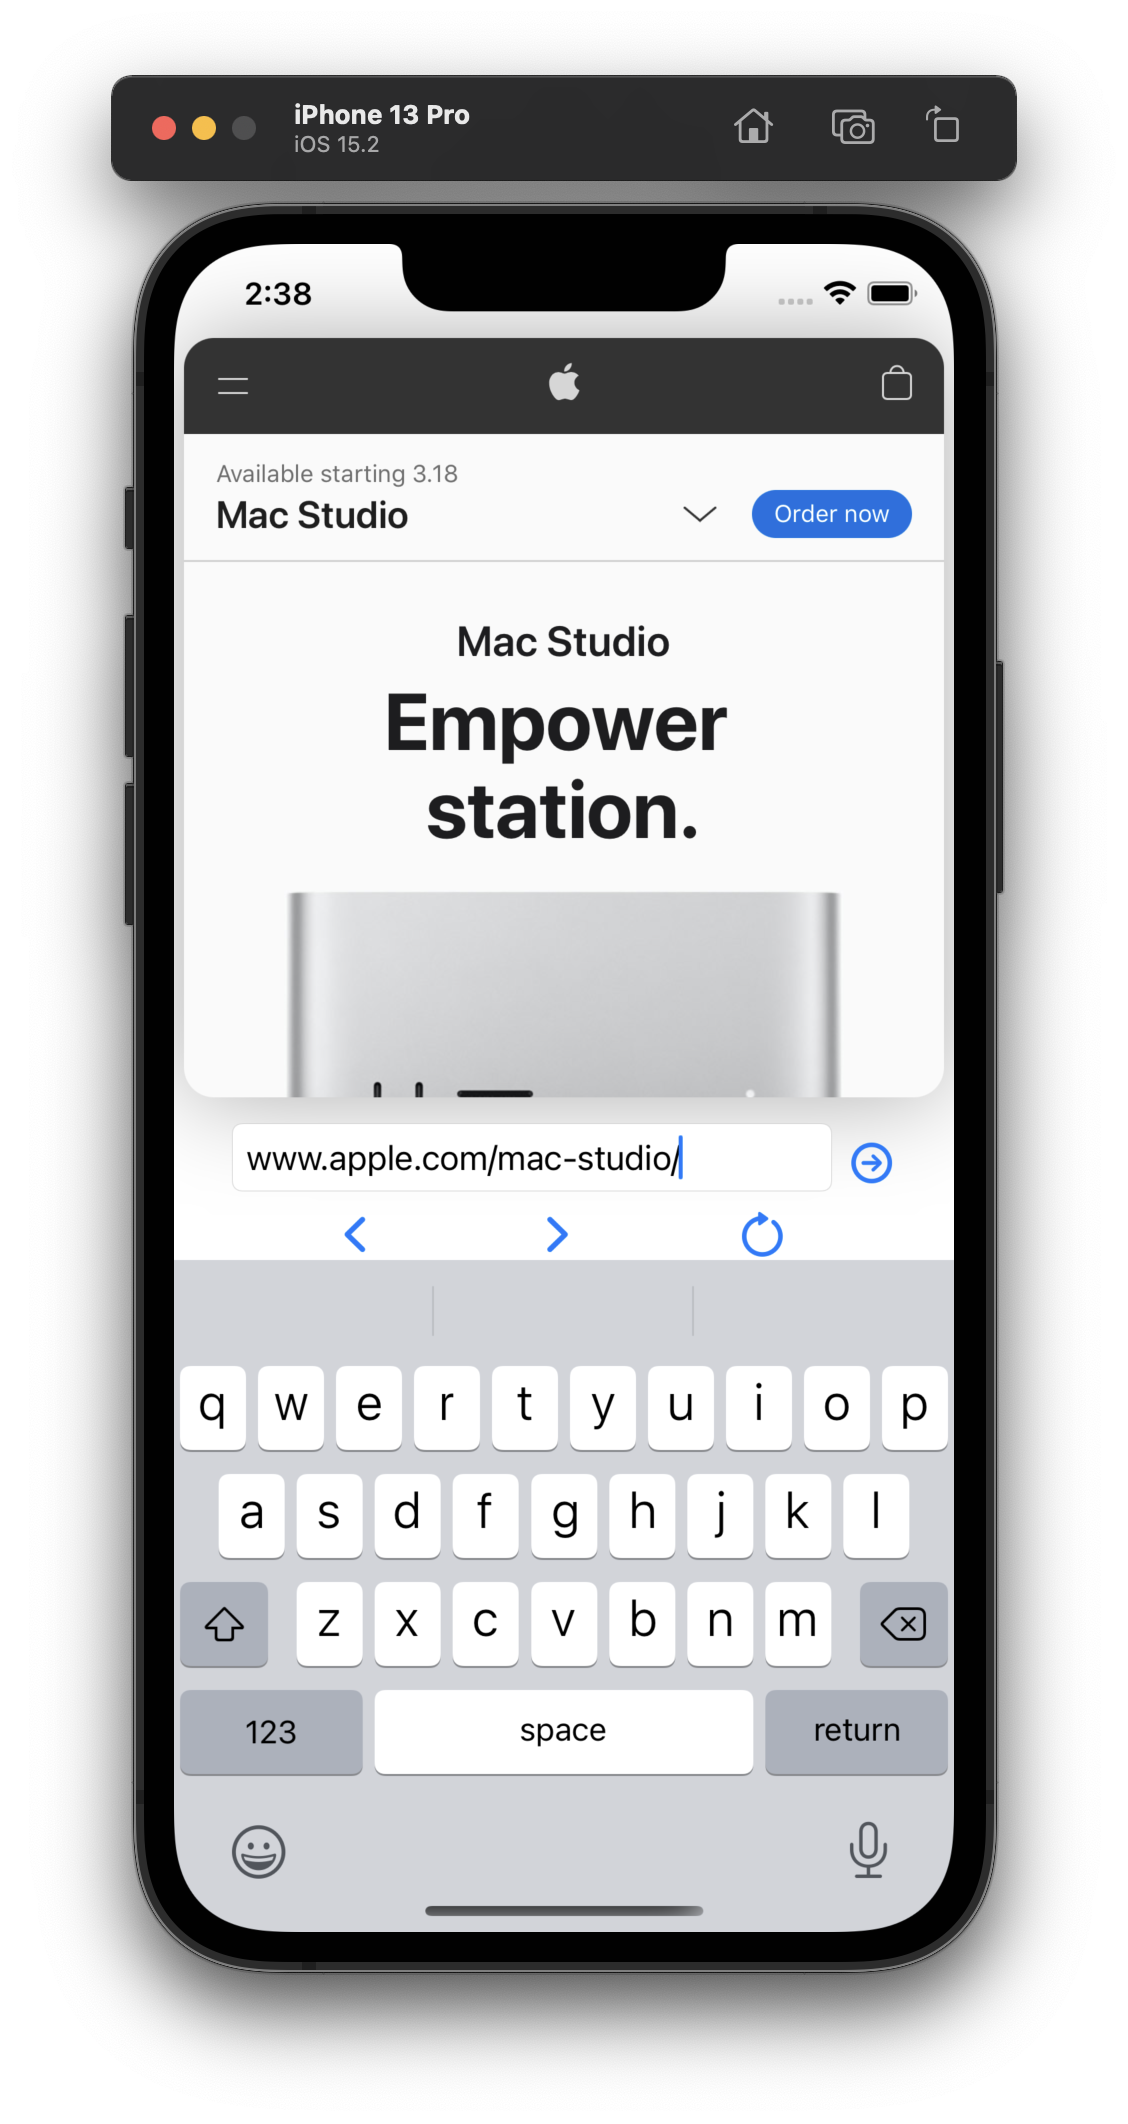 iPhone 13 Pro
iOS 15.2
2:38
Available starting 3.18
Mac Studio
Order now
Mac Studio
Empower
station.
www.apple.com/mac-studio/
q w e r t y u i o p
a s d f g h j k l
z x c v b n m
123 space return